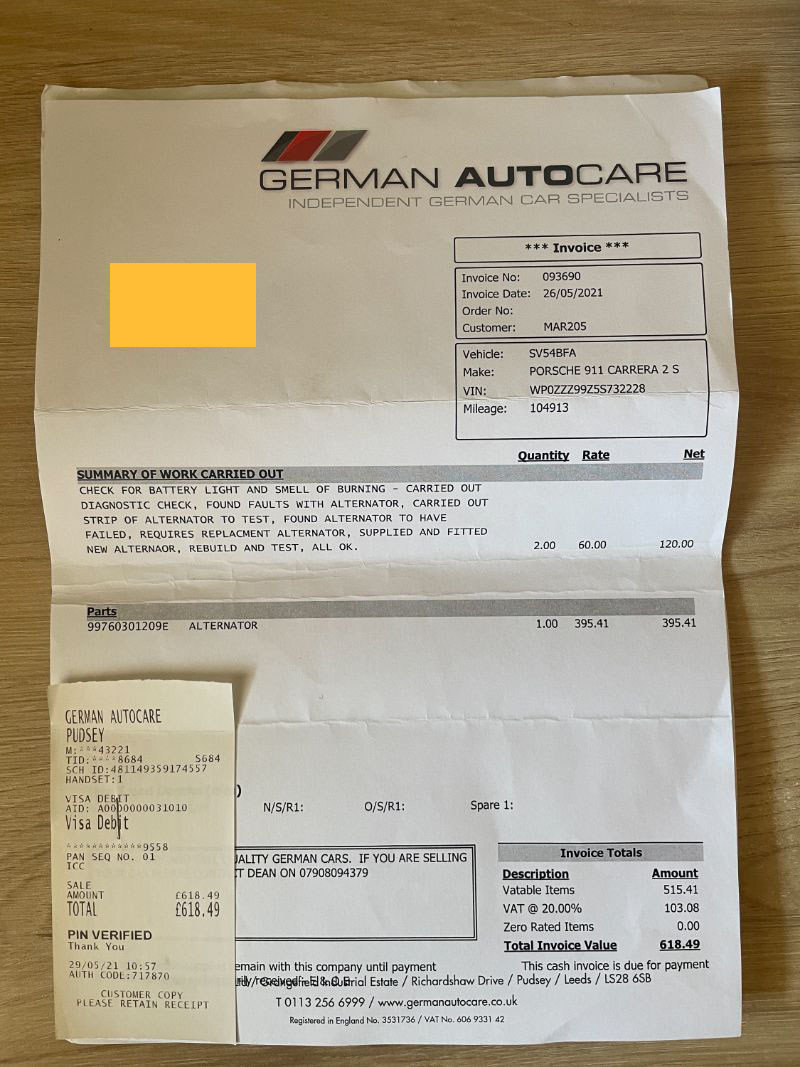 GERMAN AUTOCARE
INDEPENDENT GERMAN CAR SPECIALISTS
*** Invoice ***
Invoice No: 093690
Invoice Date: 26/05/2021
Order No:
Customer: MAR205
Vehicle: SV54BFA
Make: PORSCHE 911 CARRERA 2 S
VIN: WP0ZZZ99Z5S732228
Mileage: 104913
Quantity Rate Net
SUMMARY OF WORK CARRIED OUT
CHECK FOR BATTERY LIGHT AND SMELL OF BURNING - CARRIED OUT
DIAGNOSTIC CHECK, FOUND FAULTS WITH ALTERNATOR, CARRIED OUT
STRIP OF ALTERNATOR TO TEST, FOUND ALTERNATOR TO HAVE
FAILED, REQUIRES REPLACMENT ALTERNATOR, SUPPLIED AND FITTED
NEW ALTERNAOR, REBUILD AND TEST, ALL OK. 2.00 60.00 120.00
Parts
99760301209E ALTERNATOR 1.00 395.41 395.41
N/S/R1: O/S/R1: Spare 1:
UALITY GERMAN CARS. IF YOU ARE SELLING
T DEAN ON 07908094379
Invoice Totals
Description Amount
Vatable Items 515.41
VAT @ 20.00% 103.08
Zero Rated Items 0.00
Total Invoice Value 618.49
emain with this company until payment
This cash invoice is due for payment
Industrial Estate / Richardshaw Drive / Pudsey / Leeds / LS28 6SB
T 0113 256 6999 / www.germanautocare.co.uk
Registered in England No. 3531736 / VAT No. 606 9331 42
GERMAN AUTOCARE
PUDSEY
M:***43221
TID:****8684 S684
SCH ID:481149359174557
HANDSET:1
VISA DEBIT
AID: A0000000031010
Visa Debit
************9558
PAN SEQ NO. 01
ICC
SALE
AMOUNT £618.49
TOTAL £618.49
PIN VERIFIED
Thank You
29/05/21 10:57
AUTH CODE:717870
CUSTOMER COPY
PLEASE RETAIN RECEIPT